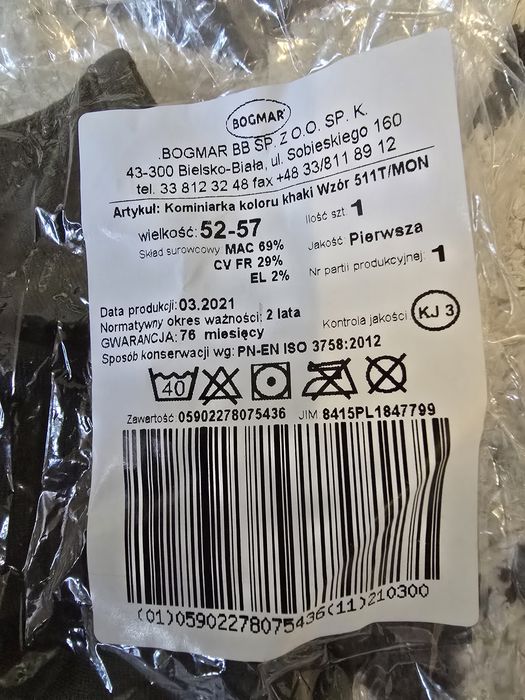 BOGMAR
BOGMAR BB SP. Z O.O. SP. K.
43-300 Bielsko-Biała, ul. Sobieskiego 160
tel. 33 812 32 48 fax +48 33/811 89 12
Artykuł: Kominiarka koloru khaki Wzór 511T/MON
wielkość: 52-57 Ilość szt. 1
Skład surowcowy MAC 69% Jakość Pierwsza
CV FR 29%
EL 2% Nr partii produkcyjnej: 1
Data produkcji: 03.2021
Normatywny okres ważności: 2 lata
GWARANCJA: 76 miesięcy Kontrola jakości KJ 3
Sposób konserwacji wg: PN-EN ISO 3758:2012
40
Zawartość 05902278075436 JIM 8415PL1847799
(01)05902278075436(11)210300